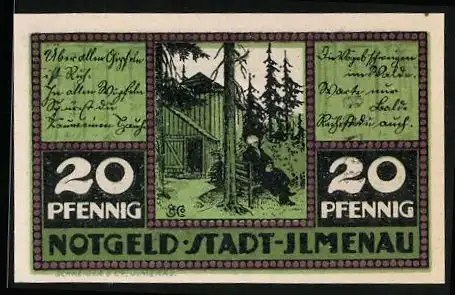 Über allen Gipfeln
ist Ruh.
In allen Wipfeln
Spürest du
Kaum einen Hauch
Die Vögel schweigen
im Walde.
Warte nur
Balde
Ruhest du auch.
20
PFENNIG
20
PFENNIG
NOTGELD·STADT-ILMENAU